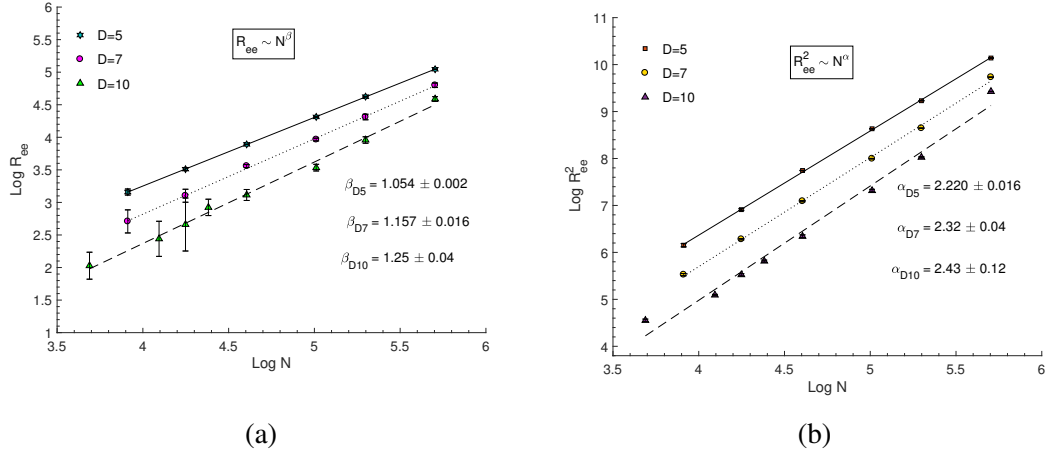 6
5.5
5
4.5
4
3.5
3
2.5
2
1.5
1
3.5
4
4.5
5
5.5
6
Log R_ee
Log N
D=5
D=7
D=10
R_ee ~ N^β
β_D5 = 1.054 ± 0.002
β_D7 = 1.157 ± 0.016
β_D10 = 1.25 ± 0.04
(a)
11
10
9
8
7
6
5
4
3.5
4
4.5
5
5.5
6
Log R_ee^2
Log N
D=5
D=7
D=10
R_ee^2 ~ N^α
α_D5 = 2.220 ± 0.016
α_D7 = 2.32 ± 0.04
α_D10 = 2.43 ± 0.12
(b)